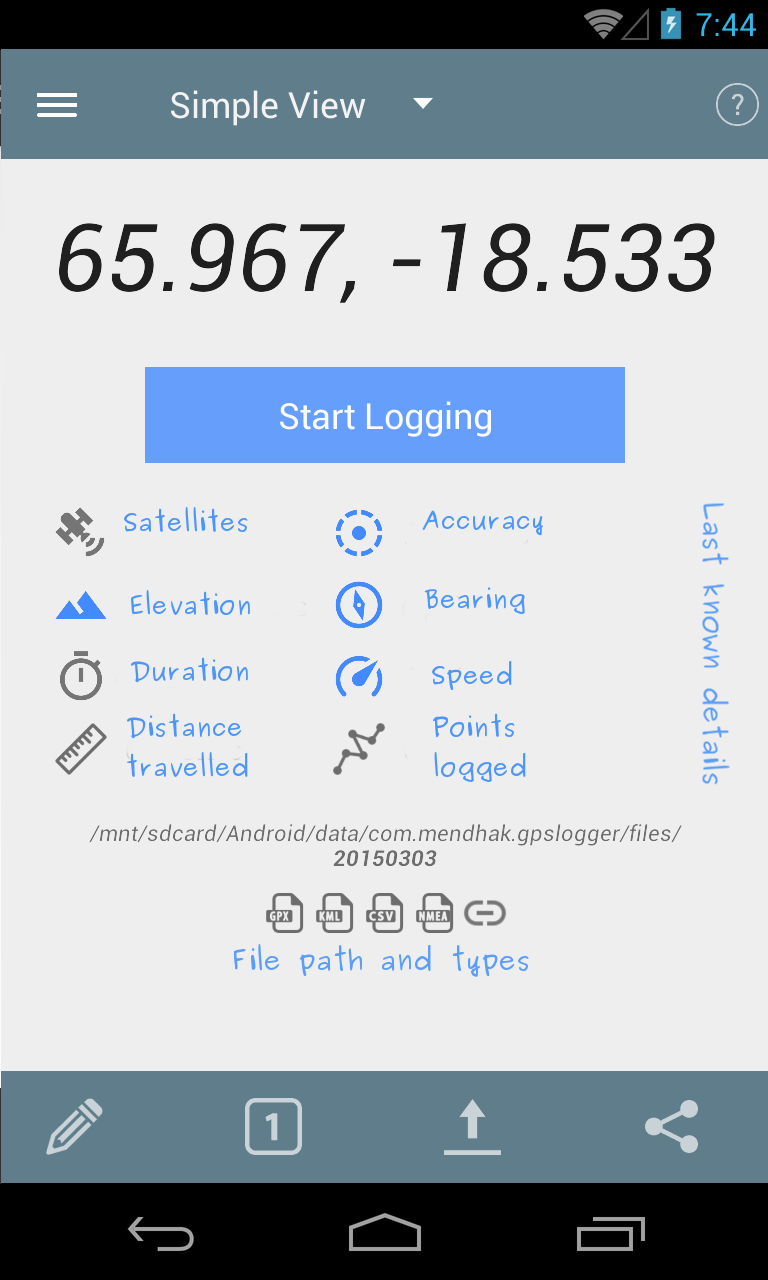 7:44
Simple View
?
65.967, -18.533
Start Logging
Satellites
Accuracy
Elevation
Bearing
Duration
Speed
Distance
travelled
Points
logged
Last known details
/mnt/sdcard/Android/data/com.mendhak.gpslogger/files/
20150303
GPX KML CSV NMEA
File path and types
1